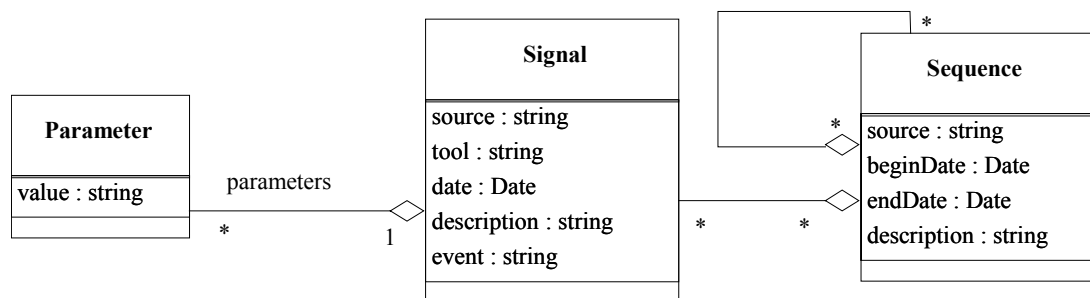 Parameter
value : string
parameters
*
1
Signal
source : string
tool : string
date : Date
description : string
event : string
*
*
*
*
Sequence
source : string
beginDate : Date
endDate : Date
description : string